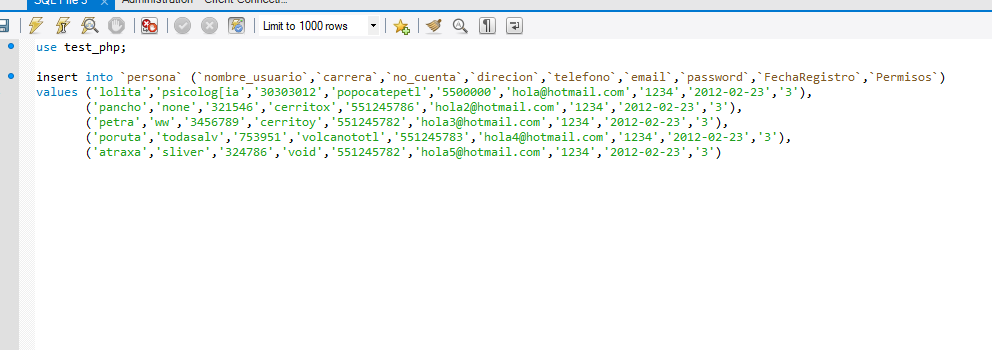 SQL File 3* × Administration - Client Connecti...
Limit to 1000 rows
use test_php;
insert into `persona` (`nombre_usuario`,`carrera`,`no_cuenta`,`direcion`,`telefono`,`email`,`password`,`FechaRegistro`,`Permisos`)
values ('lolita','psicolog[ia','30303012','popocatepetl','5500000','hola@hotmail.com','1234','2012-02-23','3'),
('pancho','none','321546','cerritox','551245786','hola2@hotmail.com','1234','2012-02-23','3'),
('petra','ww','3456789','cerritoy','551245782','hola3@hotmail.com','1234','2012-02-23','3'),
('poruta','todasalv','753951','volcanototl','551245783','hola4@hotmail.com','1234','2012-02-23','3'),
('atraxa','sliver','324786','void','551245782','hola5@hotmail.com','1234','2012-02-23','3')